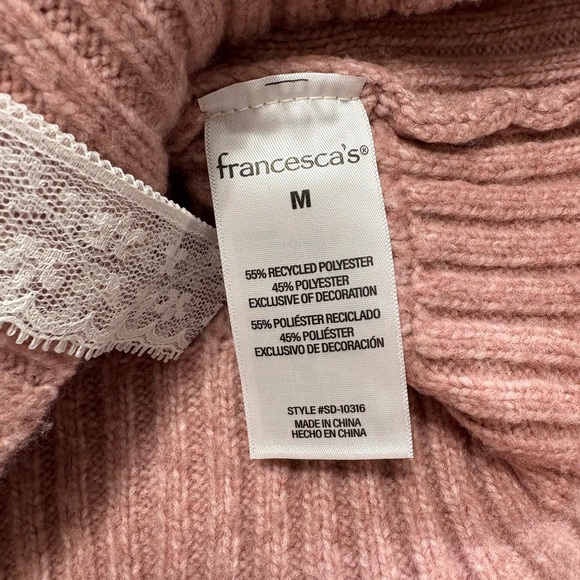 francesca's®
M
55% RECYCLED POLYESTER
45% POLYESTER
EXCLUSIVE OF DECORATION
55% POLIÉSTER RECICLADO
45% POLIÉSTER
EXCLUSIVO DE DECORACIÓN
STYLE #SD-10316
MADE IN CHINA
HECHO EN CHINA